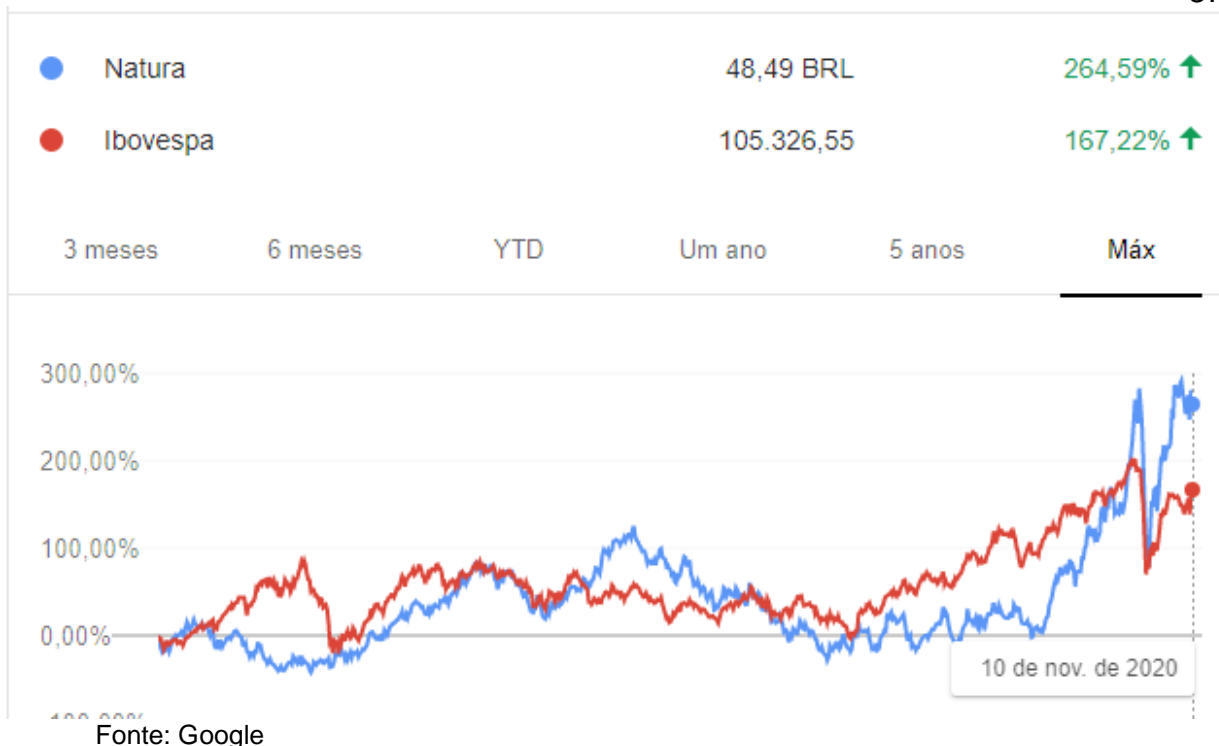 Natura 48,49 BRL 264,59% ↑
Ibovespa 105.326,55 167,22% ↑
3 meses 6 meses YTD Um ano 5 anos Máx
300,00%
200,00%
100,00%
0,00%
10 de nov. de 2020
Fonte: Google